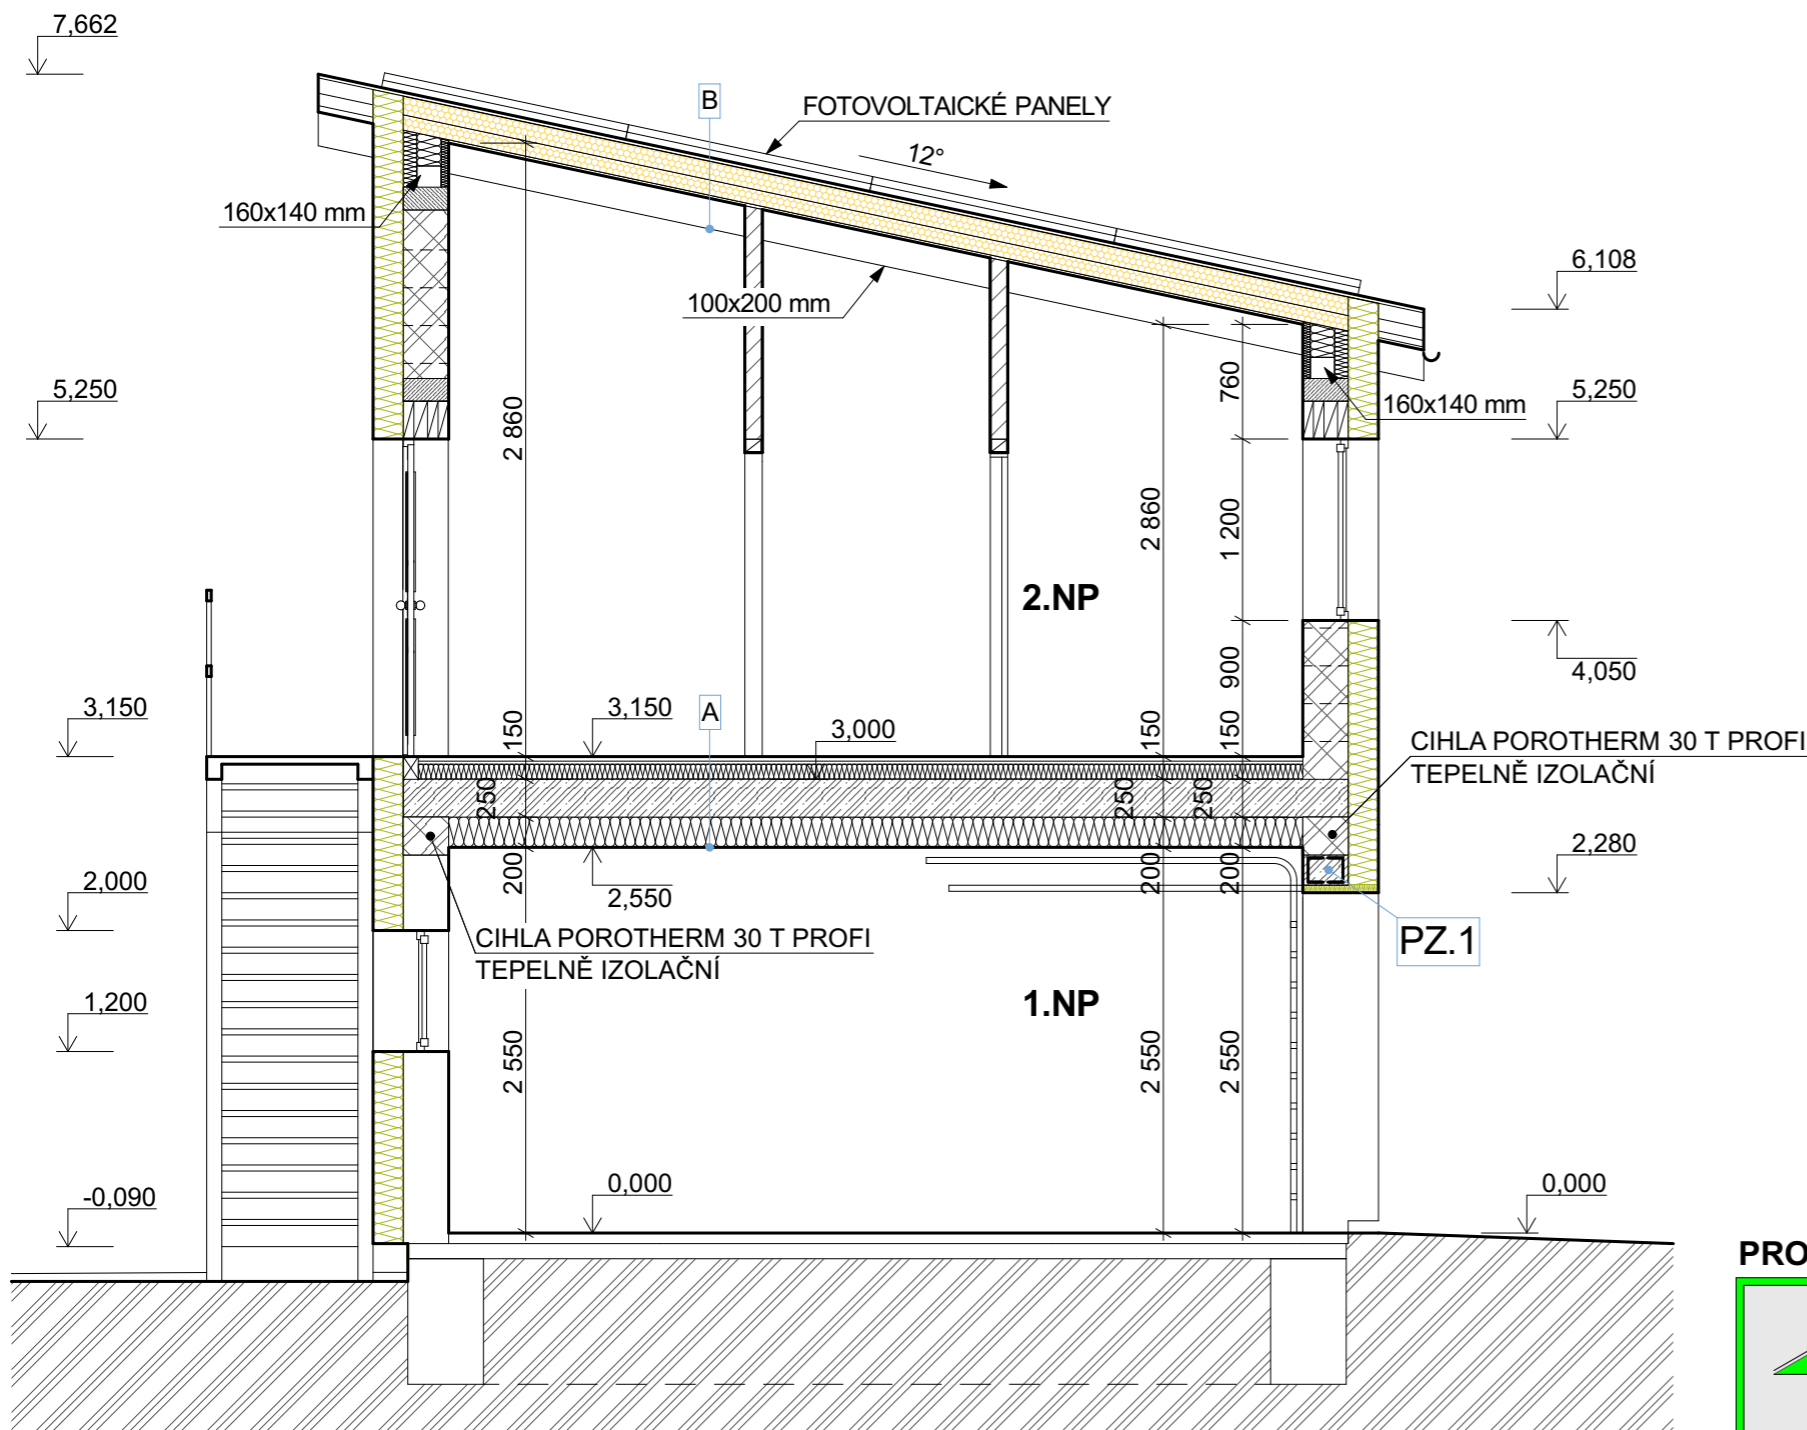 7,662
B
FOTOVOLTAICKÉ PANELY
12°
160x140 mm
6,108
100x200 mm
5,250
2 860
760
160x140 mm
5,250
2 860
1 200
2.NP
900
4,050
3,150
150
3,150
A
3,000
150
150
CIHLA POROTHERM 30 T PROFI
TEPELNĚ IZOLAČNÍ
250
250
250
2,000
200
2,550
200
200
2,280
CIHLA POROTHERM 30 T PROFI
TEPELNĚ IZOLAČNÍ
PZ.1
1,200
1.NP
2 550
2 550
2 550
-0,090
0,000
0,000
PRO